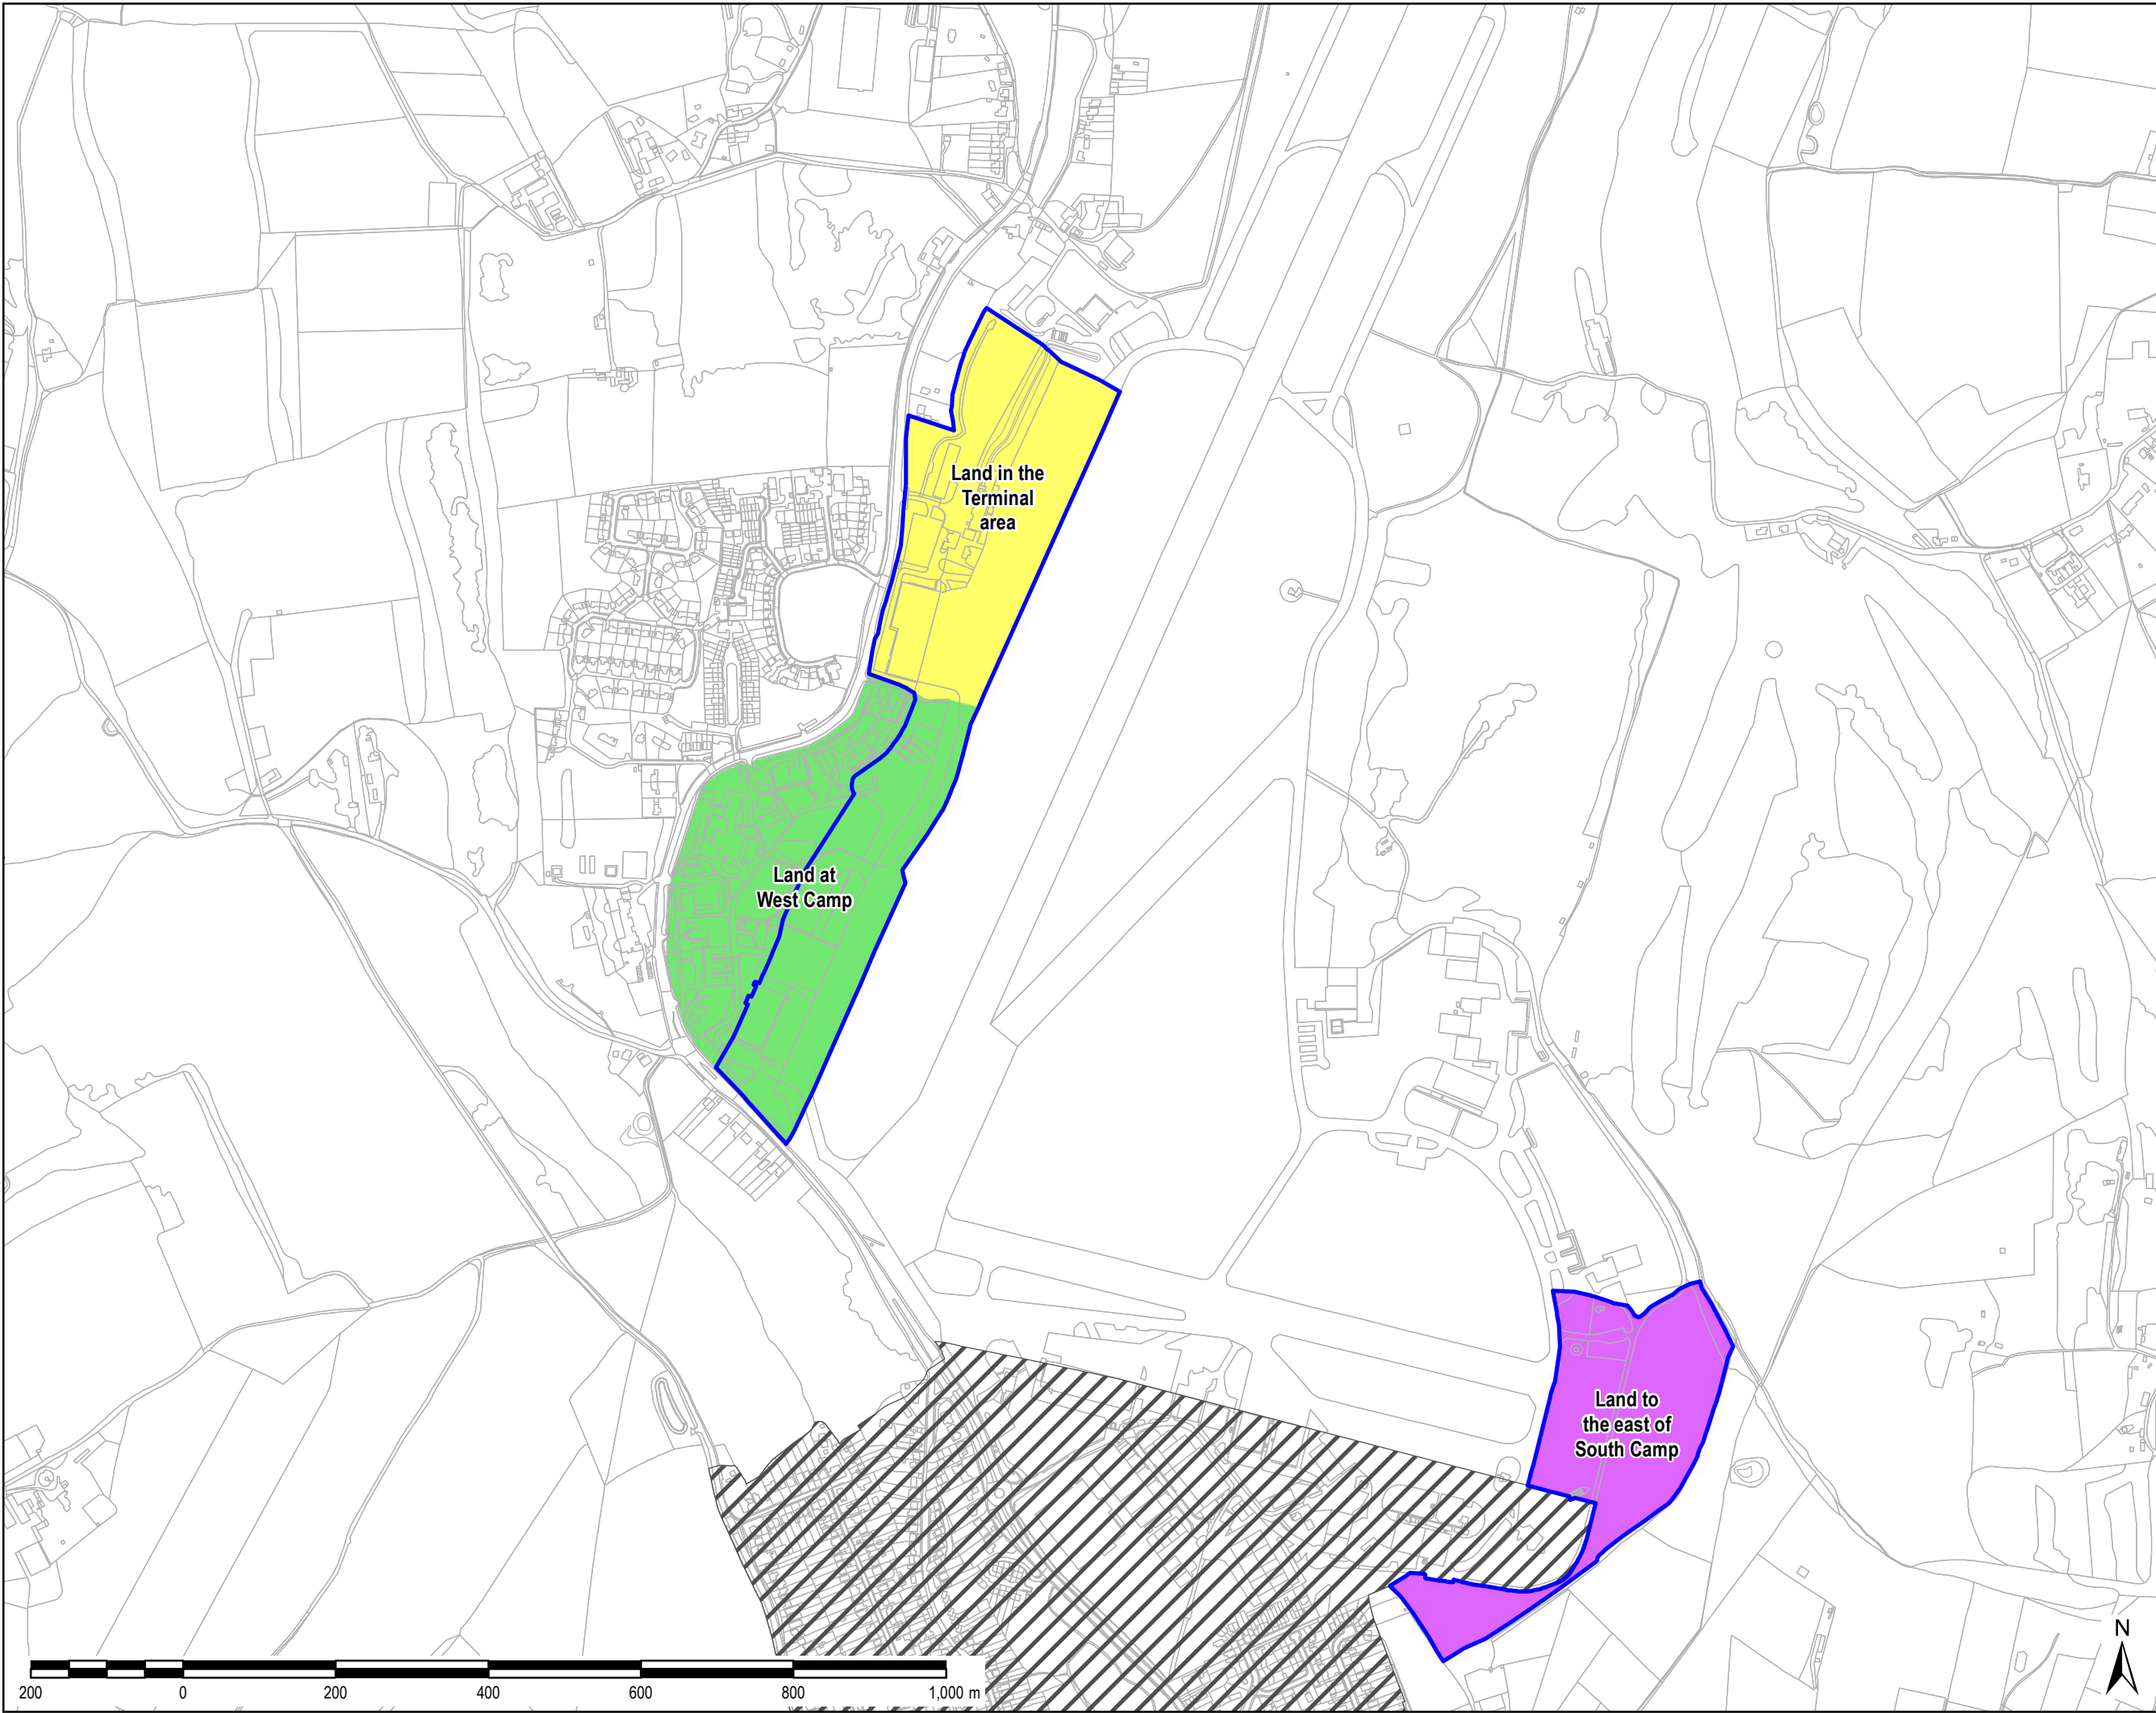 Land in the
Terminal
area
Land at
West Camp
Land to
the east of
South Camp
N
200 0 200 400 600 800 1,000 m